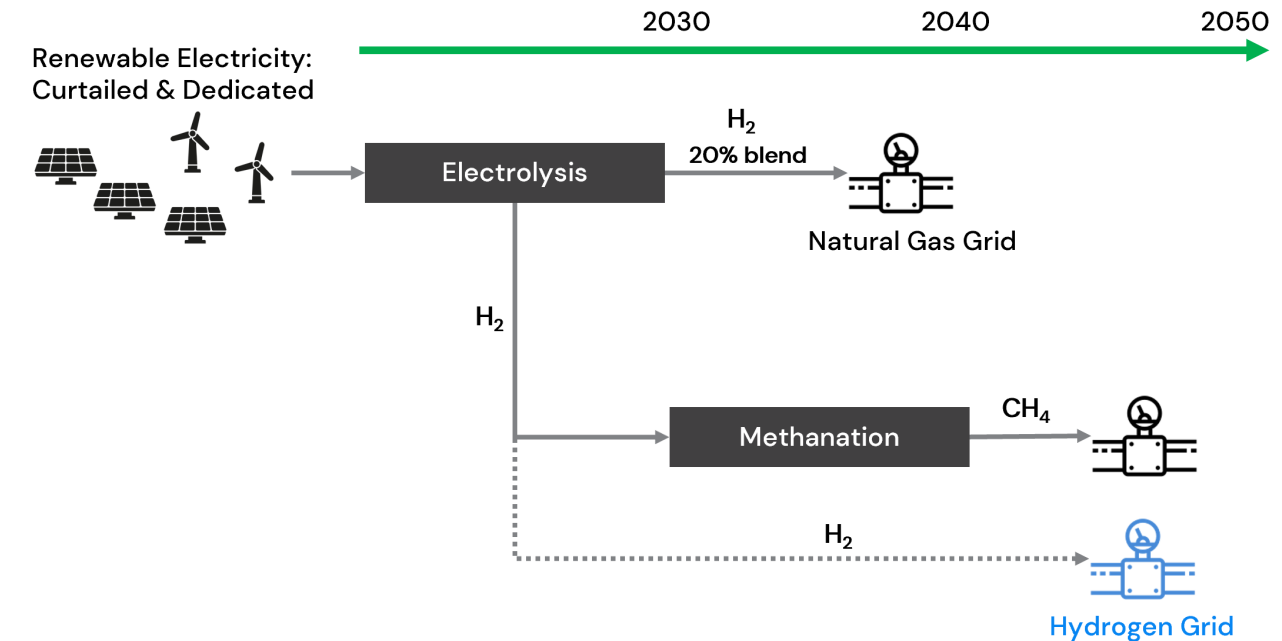 2030
2040
2050
Renewable Electricity:
Curtailed & Dedicated
H₂
20% blend
Electrolysis
Natural Gas Grid
H₂
CH₄
Methanation
H₂
Hydrogen Grid